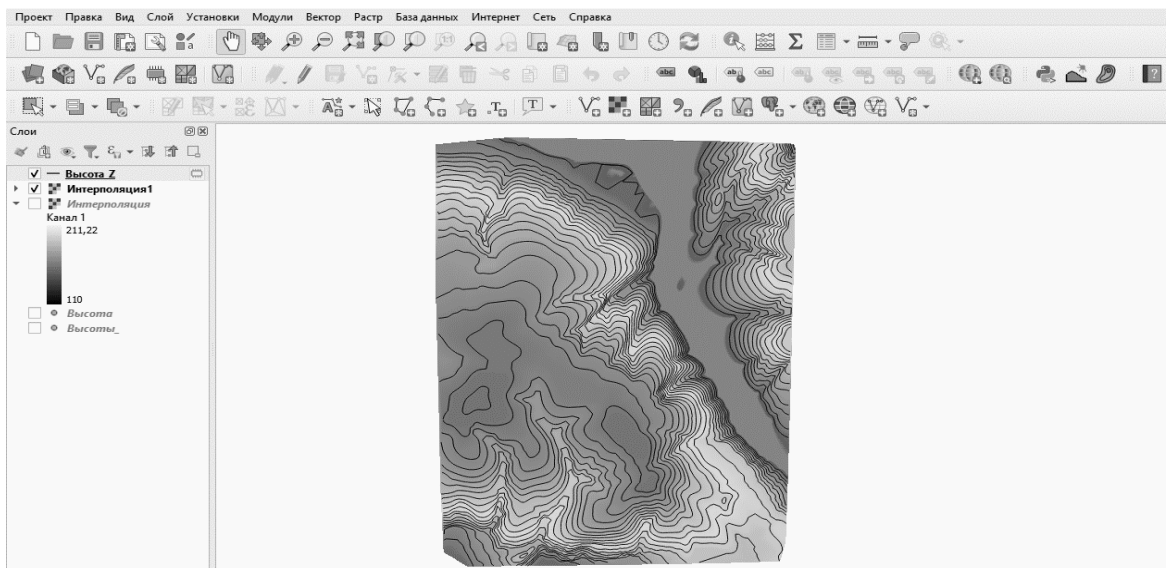 Проект Правка Вид Слой Установки Модули Вектор Растр База данных Интернет Сеть Справка
Слои
Высота Z
Интерполяция1
Интерполяция
Канал 1
211,22
110
Высота
Высоты_